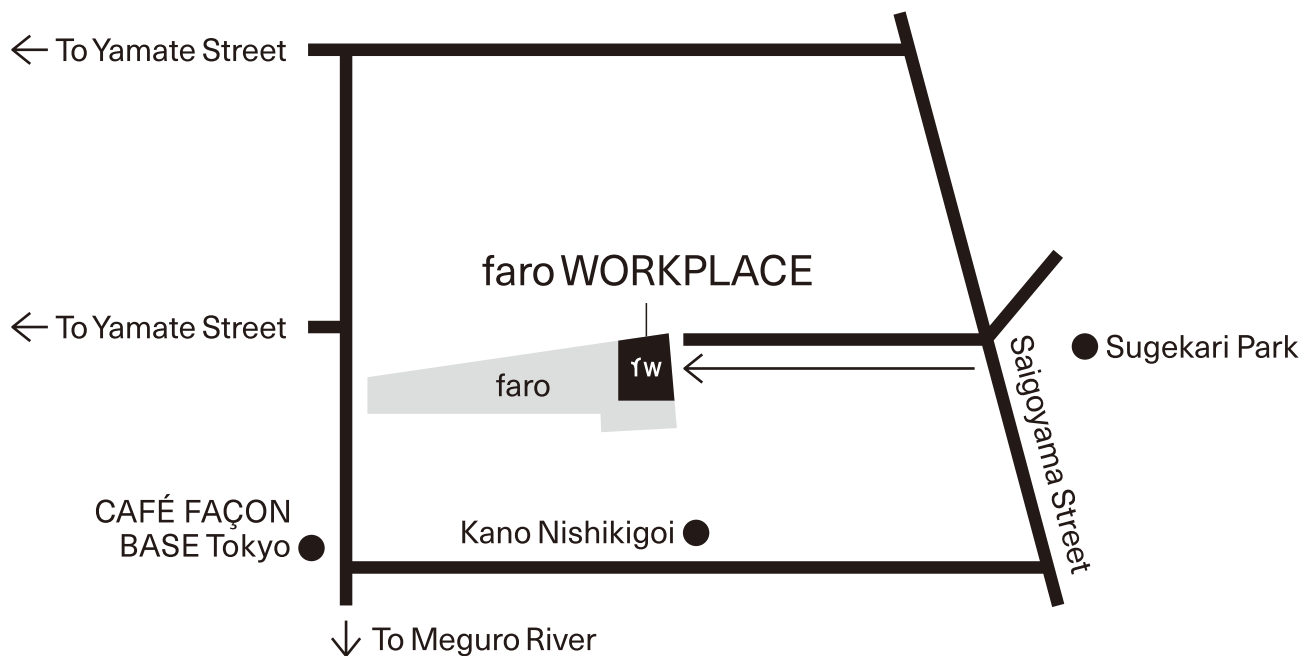 To Yamate Street
faro WORKPLACE
To Yamate Street
faro
Sugekari Park
Saigoyama Street
CAFÉ FAÇON
BASE Tokyo
Kano Nishikigoi
To Meguro River